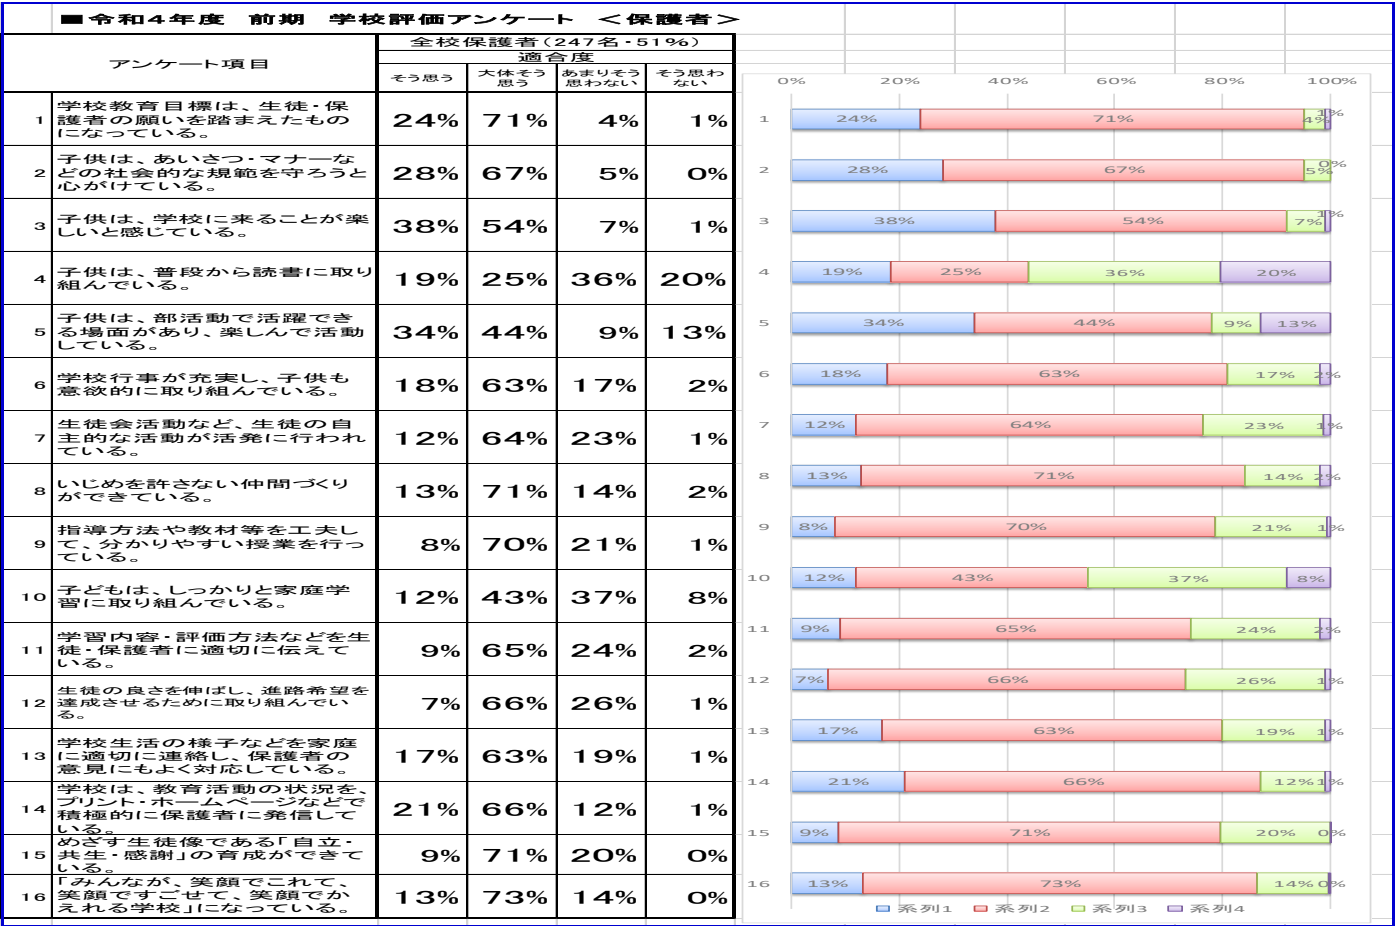 ■令和4年度　前期　学校評価アンケート　＜保護者＞
アンケート項目
全校保護者（247名・51%）
適合度
そう思う
大体そう
思う
あまりそう
思わない
そう思わ
ない
1
学校教育目標は、生徒・保
護者の願いを踏まえたもの
になっている。
24% 71% 4% 1%
2
子供は、あいさつ・マナーな
どの社会的な規範を守ろうと
心がけている。
28% 67% 5% 0%
3
子供は、学校に来ることが楽
しいと感じている。
38% 54% 7% 1%
4
子供は、普段から読書に取り
組んでいる。
19% 25% 36% 20%
5
子供は、部活動で活躍でき
る場面があり、楽しんで活動
している。
34% 44% 9% 13%
6
学校行事が充実し、子供も
意欲的に取り組んでいる。
18% 63% 17% 2%
7
生徒会活動など、生徒の自
主的な活動が活発に行われ
ている。
12% 64% 23% 1%
8
いじめを許さない仲間づくり
ができている。
13% 71% 14% 2%
9
指導方法や教材等を工夫し
て、分かりやすい授業を行っ
ている。
8% 70% 21% 1%
10
子どもは、しっかりと家庭学
習に取り組んでいる。
12% 43% 37% 8%
11
学習内容・評価方法などを生
徒・保護者に適切に伝えて
いる。
9% 65% 24% 2%
12
生徒の良さを伸ばし、進路希望を
達成させるために取り組んでい
る。
7% 66% 26% 1%
13
学校生活の様子などを家庭
に適切に連絡し、保護者の
意見にもよく対応している。
17% 63% 19% 1%
14
学校は、教育活動の状況を、
プリント・ホームページなどで
積極的に保護者に発信して
いる。
21% 66% 12% 1%
15
めざす生徒像である「自立・
共生・感謝」の育成ができて
いる。
9% 71% 20% 0%
16
「みんなが、笑顔でこれて、
笑顔ですごせて、笑顔でか
えれる学校」になっている。
13% 73% 14% 0%
0% 20% 40% 60% 80% 100%
1 24% 71% 4% 1%
2 28% 67% 5% 0%
3 38% 54% 7% 1%
4 19% 25% 36% 20%
5 34% 44% 9% 13%
6 18% 63% 17% 2%
7 12% 64% 23% 1%
8 13% 71% 14% 2%
9 8% 70% 21% 1%
10 12% 43% 37% 8%
11 9% 65% 24% 2%
12 7% 66% 26% 1%
13 17% 63% 19% 1%
14 21% 66% 12% 1%
15 9% 71% 20% 0%
16 13% 73% 14% 0%
系列1 系列2 系列3 系列4